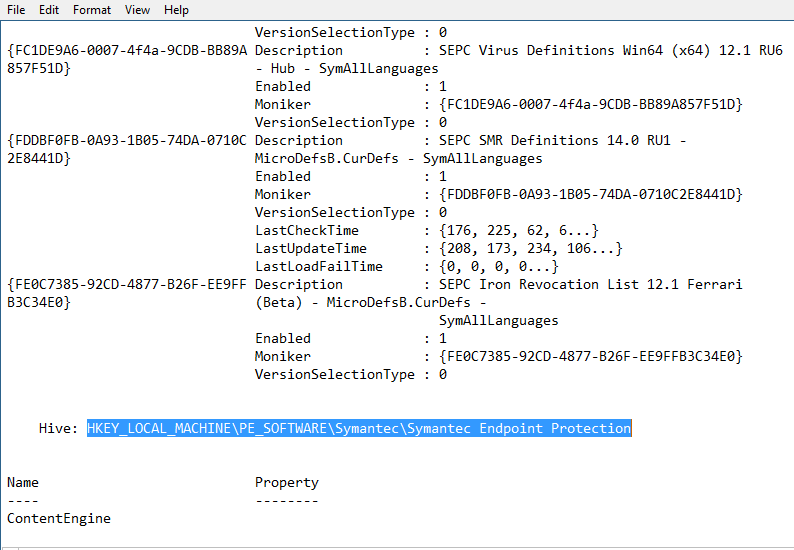 File Edit Format View Help
VersionSelectionType : 0
{FC1DE9A6-0007-4f4a-9CDB-BB89A Description : SEPC Virus Definitions Win64 (x64) 12.1 RU6
857F51D} - Hub - SymAllLanguages
Enabled : 1
Moniker : {FC1DE9A6-0007-4f4a-9CDB-BB89A857F51D}
VersionSelectionType : 0
{FDDBF0FB-0A93-1B05-74DA-0710C Description : SEPC SMR Definitions 14.0 RU1 -
2E8441D} MicroDefsB.CurDefs - SymAllLanguages
Enabled : 1
Moniker : {FDDBF0FB-0A93-1B05-74DA-0710C2E8441D}
VersionSelectionType : 0
LastCheckTime : {176, 225, 62, 6...}
LastUpdateTime : {208, 173, 234, 106...}
LastLoadFailTime : {0, 0, 0, 0...}
{FE0C7385-92CD-4877-B26F-EE9FF Description : SEPC Iron Revocation List 12.1 Ferrari
B3C34E0} (Beta) - MicroDefsB.CurDefs -
SymAllLanguages
Enabled : 1
Moniker : {FE0C7385-92CD-4877-B26F-EE9FFB3C34E0}
VersionSelectionType : 0
Hive: HKEY_LOCAL_MACHINE\PE_SOFTWARE\Symantec\Symantec Endpoint Protection
Name Property
---- --------
ContentEngine